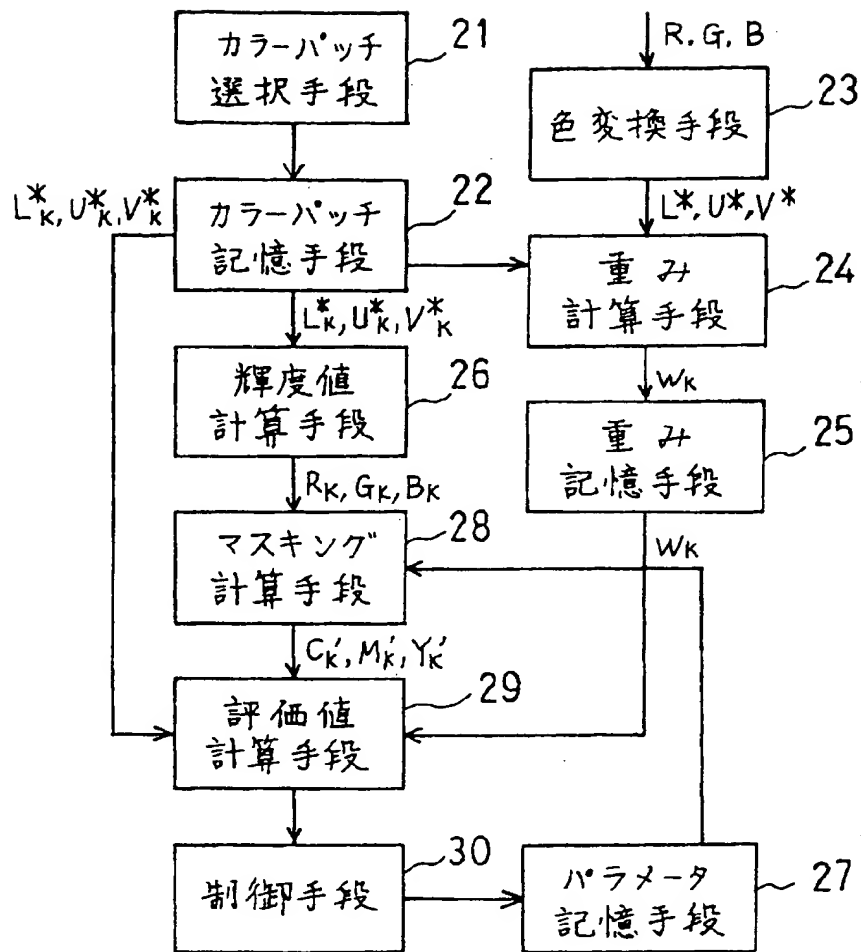 カラーパッチ
選択手段
21
R. G. B
色変換手段
23
L*K, U*K, V*K
カラーパッチ
記憶手段
22
L*, U*, V*
重み
計算手段
24
L*K, U*K, V*K
WK
輝度値
計算手段
26
重み
記憶手段
25
RK, GK, BK
WK
マスキング
計算手段
28
C'K, M'K, Y'K
評価値
計算手段
29
制御手段
30
パラメータ
記憶手段
27